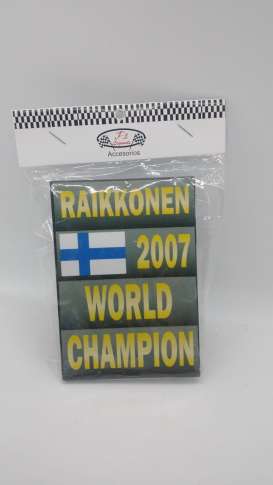 Accesorios
RAIKKONEN
2007
WORLD
CHAMPION